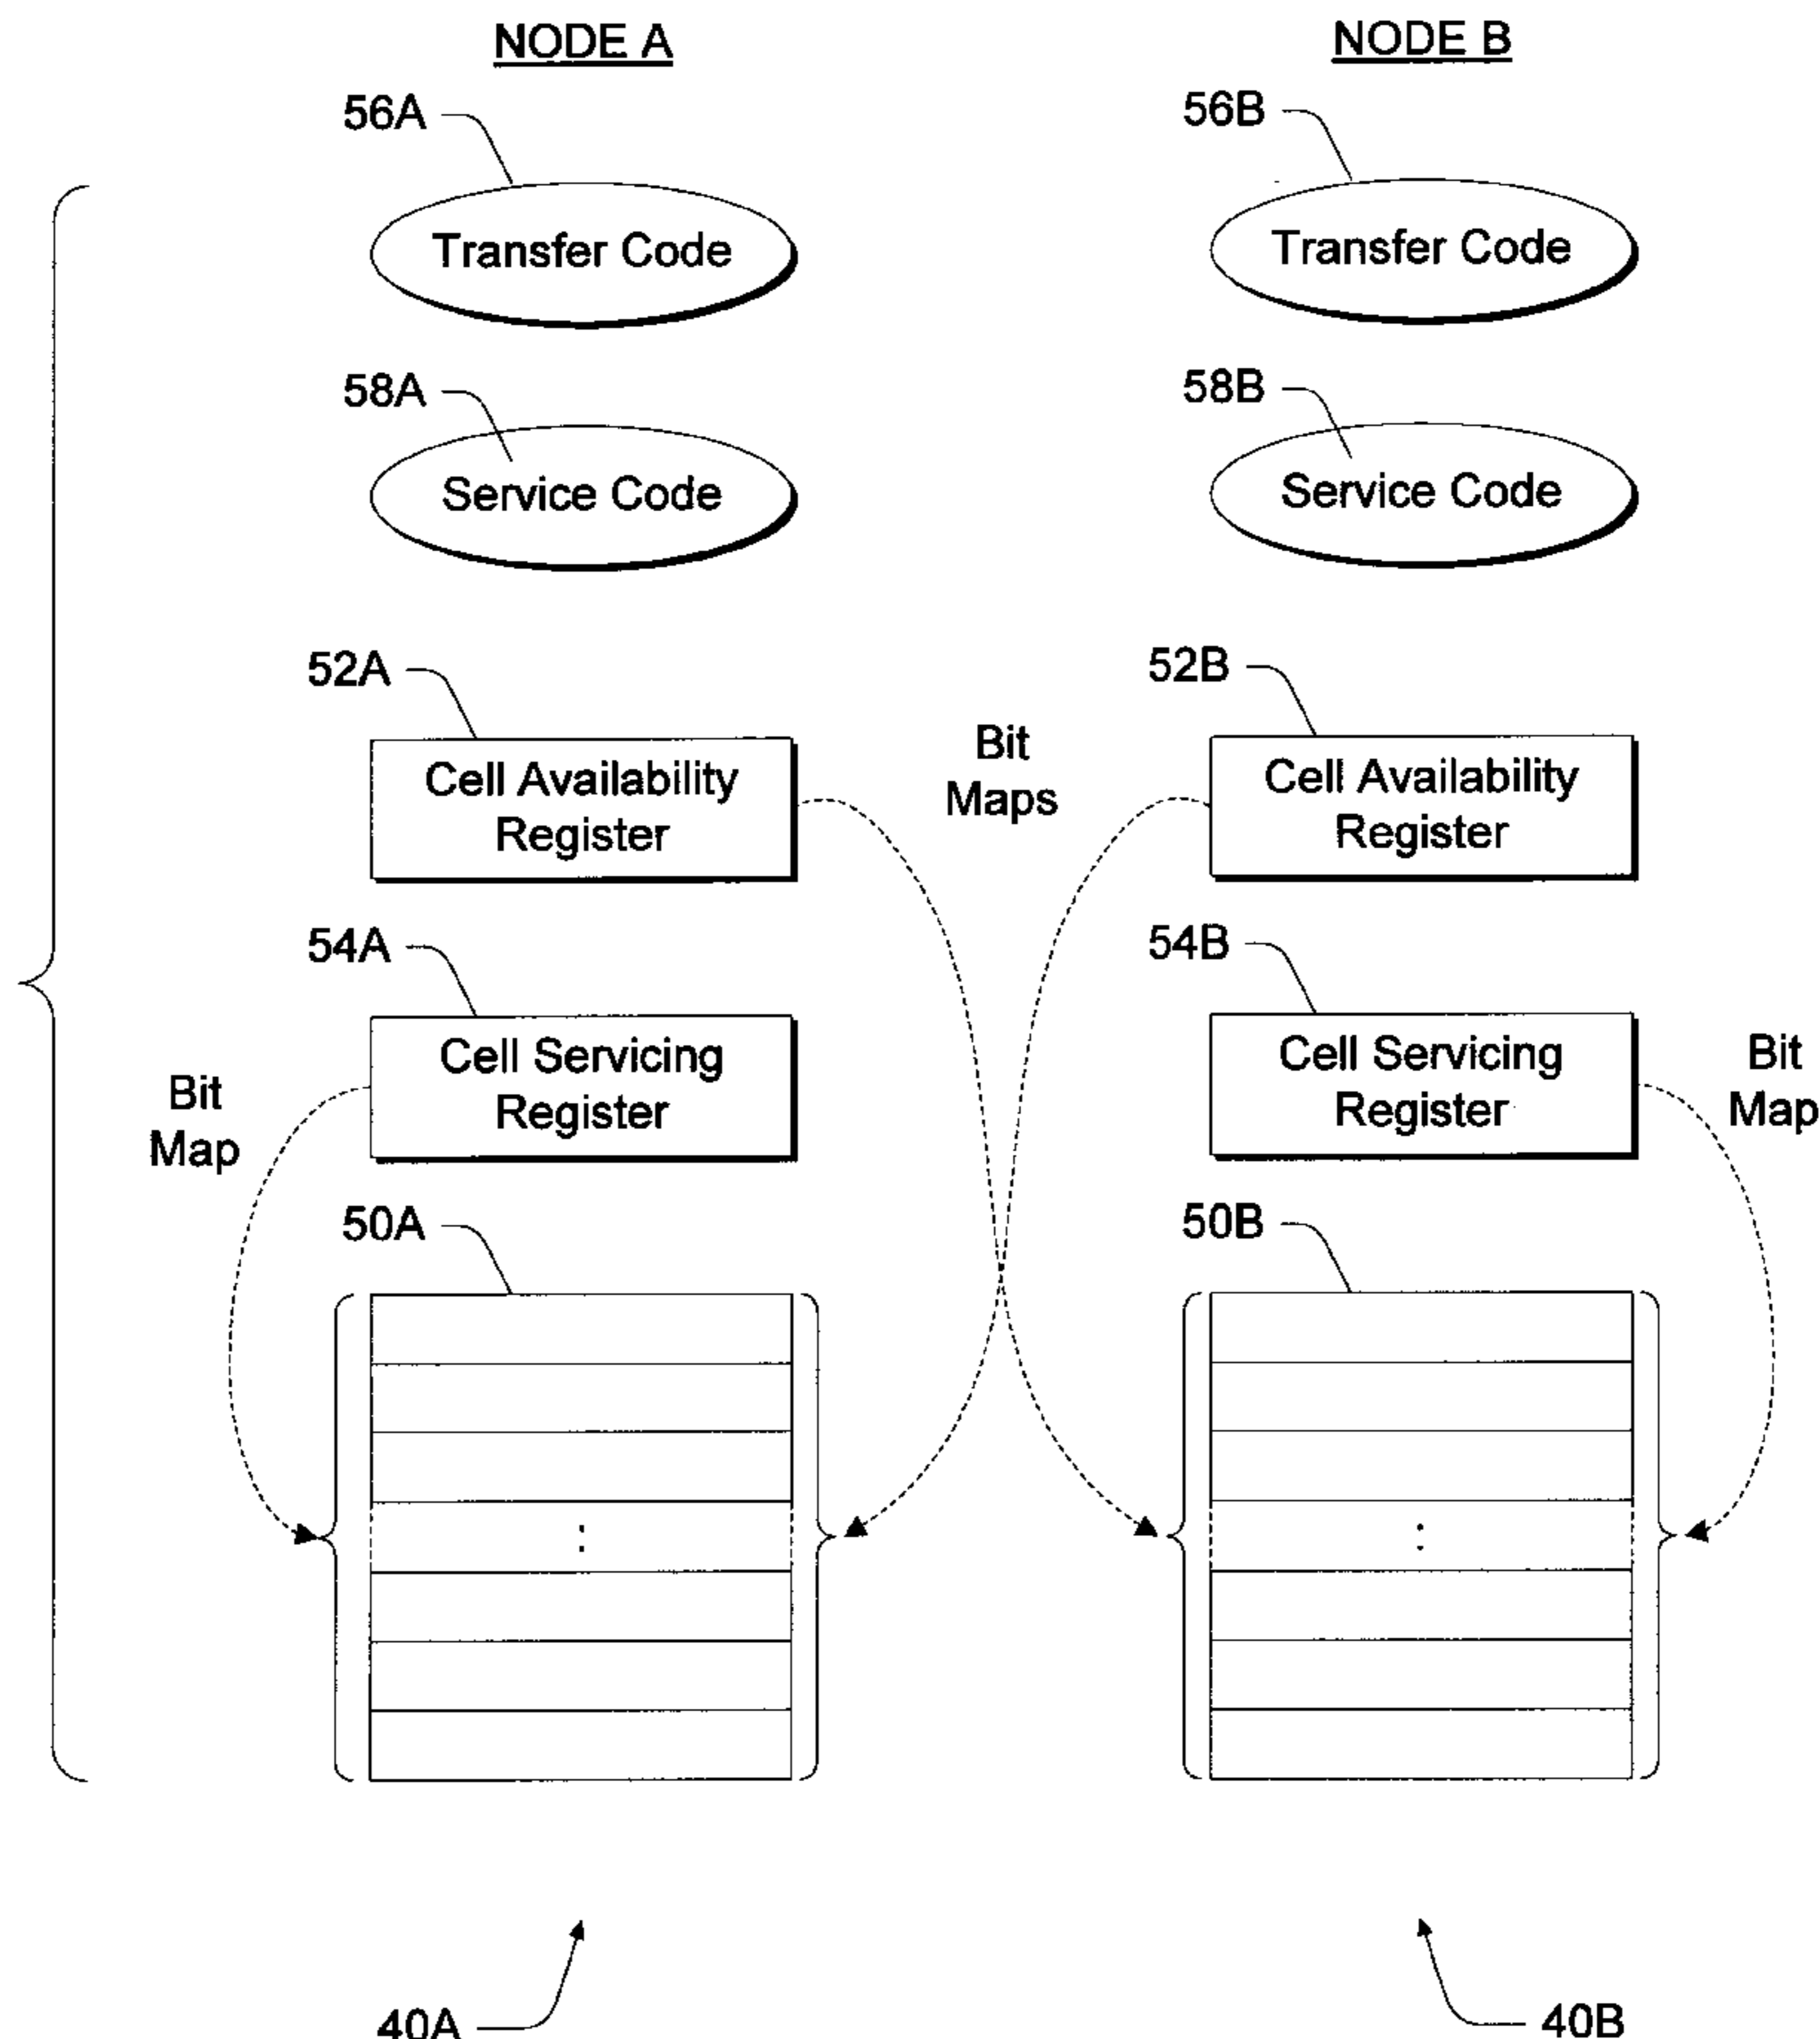 NODE A
NODE B
56A
56B
Transfer Code
Transfer Code
58A
58B
Service Code
Service Code
52A
52B
Bit
Maps
Cell Availability
Register
Cell Availability
Register
54A
54B
Cell Servicing
Register
Cell Servicing
Register
Bit
Map
Bit
Map
50A
50B
:
:
40A
40B